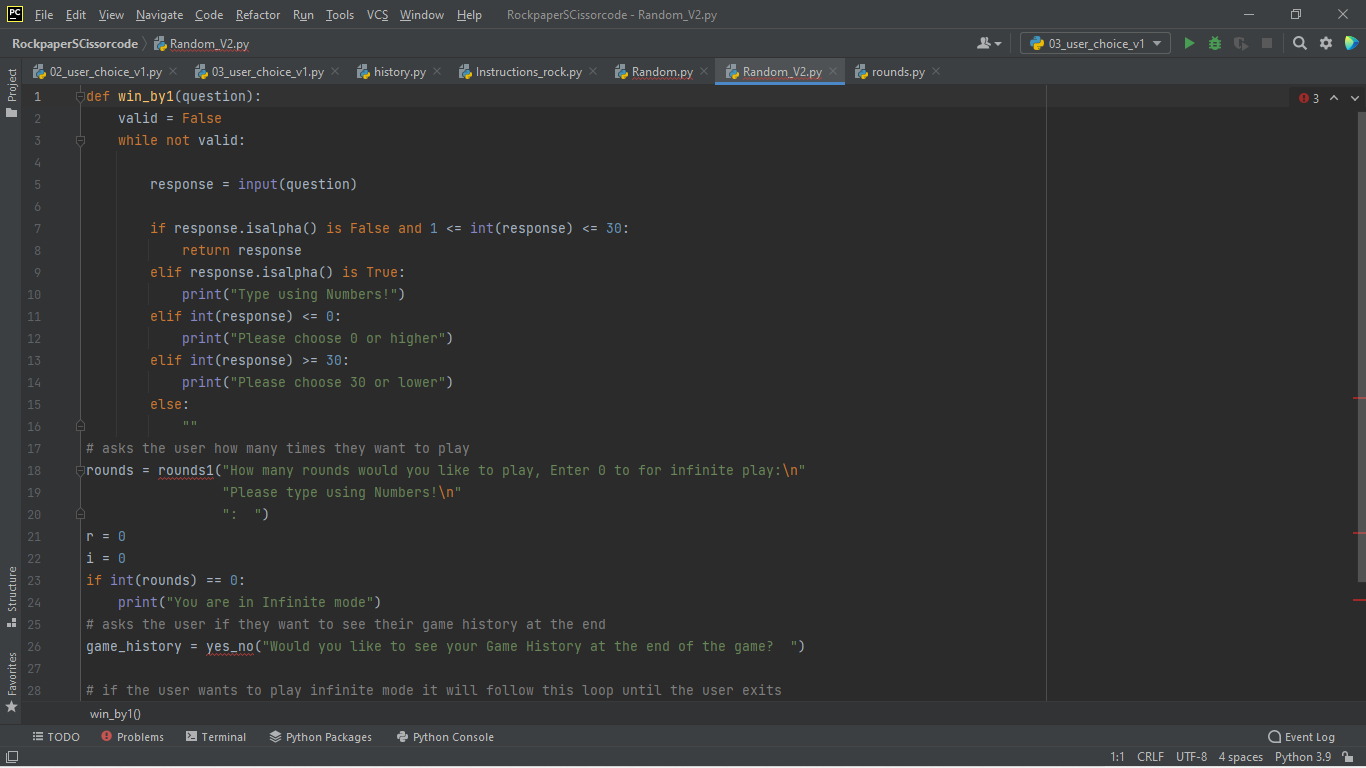 PC File Edit View Navigate Code Refactor Run Tools VCS Window Help RockpaperSCissorcode - Random_V2.py
RockpaperSCissorcode Random_V2.py 03_user_choice_v1
02_user_choice_v1.py 03_user_choice_v1.py history.py Instructions_rock.py Random.py Random_V2.py rounds.py
Project
Structure
Favorites
3
1 def win_by1(question):
2     valid = False
3     while not valid:
4
5         response = input(question)
6
7         if response.isalpha() is False and 1 <= int(response) <= 30:
8             return response
9         elif response.isalpha() is True:
10             print("Type using Numbers!")
11         elif int(response) <= 0:
12             print("Please choose 0 or higher")
13         elif int(response) >= 30:
14             print("Please choose 30 or lower")
15         else:
16             ""
17 # asks the user how many times they want to play
18 rounds = rounds1("How many rounds would you like to play, Enter 0 to for infinite play:\n"
19                  "Please type using Numbers!\n"
20                  ":  ")
21 r = 0
22 i = 0
23 if int(rounds) == 0:
24     print("You are in Infinite mode")
25 # asks the user if they want to see their game history at the end
26 game_history = yes_no("Would you like to see your Game History at the end of the game?  ")
27
28 # if the user wants to play infinite mode it will follow this loop until the user exits
win_by1()
TODO Problems Terminal Python Packages Python Console Event Log
1:1 CRLF UTF-8 4 spaces Python 3.9